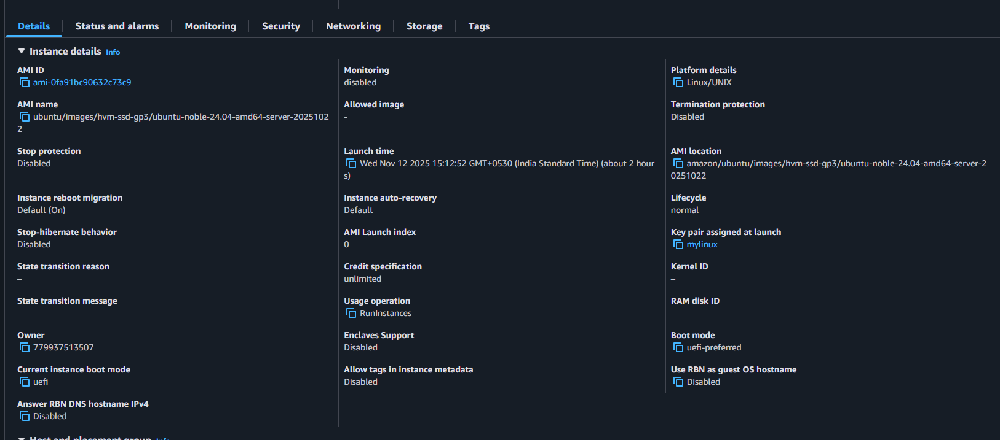 Details
Status and alarms
Monitoring
Security
Networking
Storage
Tags
Instance details Info
AMI ID
ami-0fa91bc90632c73c9
Monitoring
disabled
Platform details
Linux/UNIX
AMI name
ubuntu/images/hvm-ssd-gp3/ubuntu-noble-24.04-amd64-server-2025102
2
Allowed image
-
Termination protection
Disabled
Stop protection
Disabled
Launch time
Wed Nov 12 2025 15:12:52 GMT+0530 (India Standard Time) (about 2 hour
s)
AMI location
amazon/ubuntu/images/hvm-ssd-gp3/ubuntu-noble-24.04-amd64-server-2
0251022
Instance reboot migration
Default (On)
Instance auto-recovery
Default
Lifecycle
normal
Stop-hibernate behavior
Disabled
AMI Launch index
0
Key pair assigned at launch
mylinux
State transition reason
–
Credit specification
unlimited
Kernel ID
–
State transition message
–
Usage operation
RunInstances
RAM disk ID
–
Owner
779937513507
Enclaves Support
Disabled
Boot mode
uefi-preferred
Current instance boot mode
uefi
Allow tags in instance metadata
Disabled
Use RBN as guest OS hostname
Disabled
Answer RBN DNS hostname IPv4
Disabled
Host and placement group Info